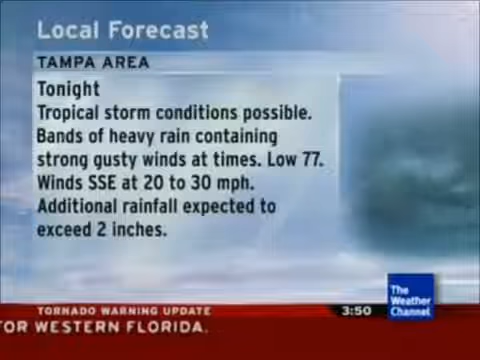 Local Forecast
TAMPA AREA
Tonight
Tropical storm conditions possible.
Bands of heavy rain containing
strong gusty winds at times. Low 77.
Winds SSE at 20 to 30 mph.
Additional rainfall expected to
exceed 2 inches.
The
Weather
Channel
TORNADO WARNING UPDATE
3:50
FOR WESTERN FLORIDA.